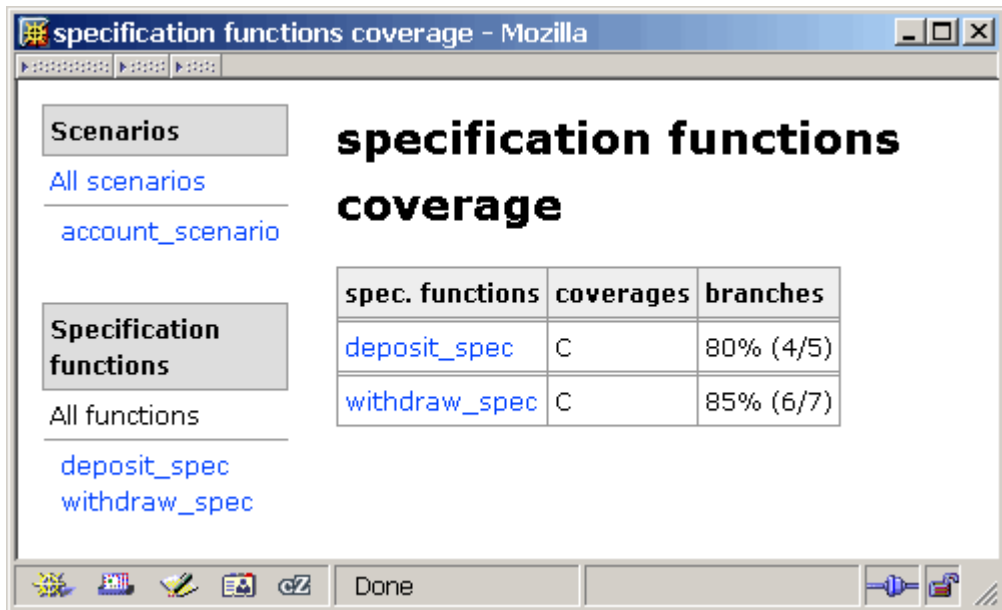 specification functions coverage - Mozilla
Scenarios
All scenarios
account_scenario
Specification
functions
All functions
deposit_spec
withdraw_spec
specification functions
coverage
spec. functions coverages branches
deposit_spec C 80% (4/5)
withdraw_spec C 85% (6/7)
Done